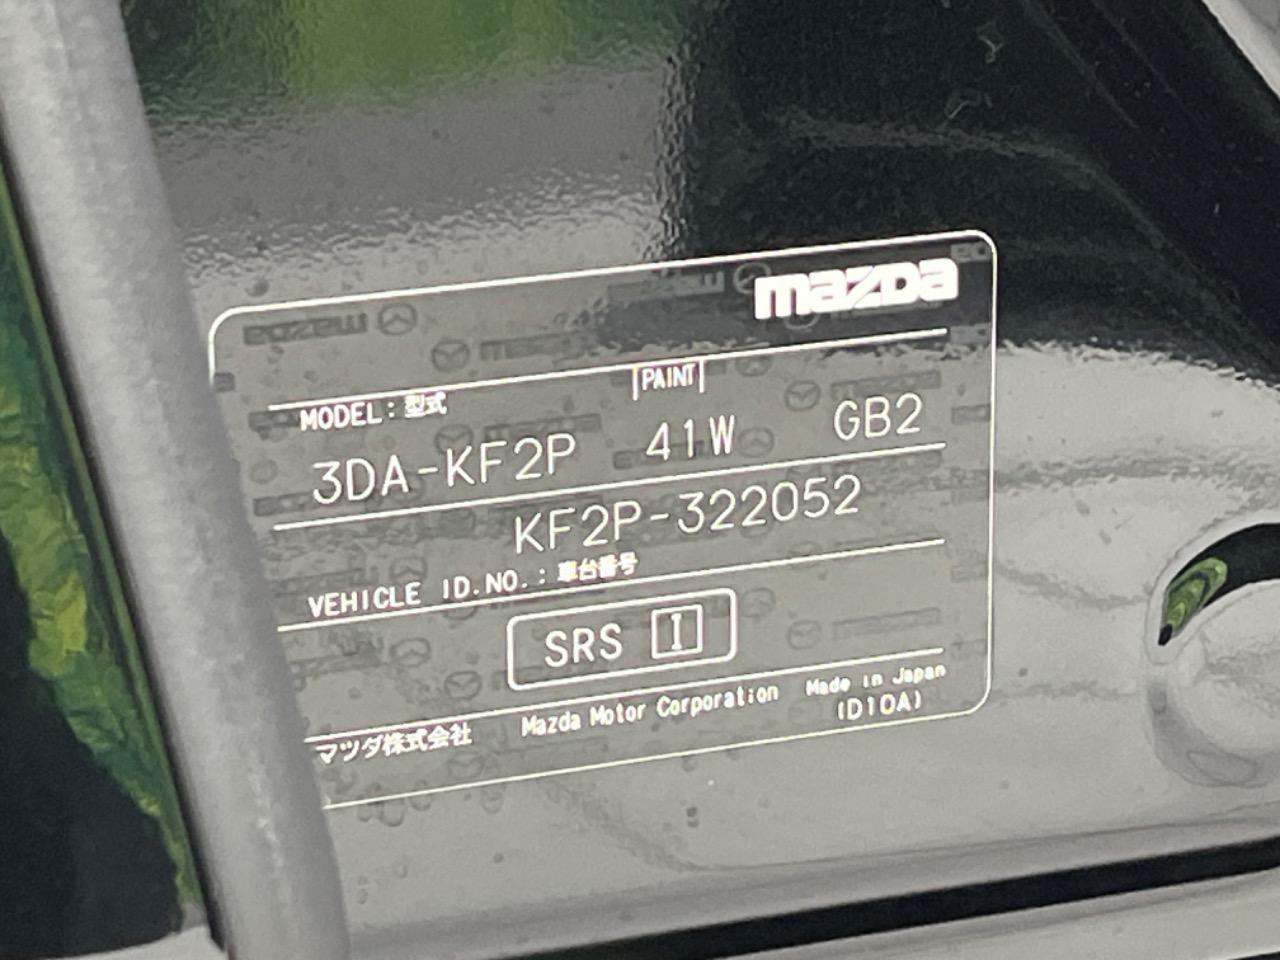 mazda
MODEL:型式 PAINT
3DA-KF2P 41W GB2
KF2P-322052
VEHICLE ID.NO.:車台番号
SRS I
マツダ株式会社 Mazda Motor Corporation Made in Japan
(D10A)